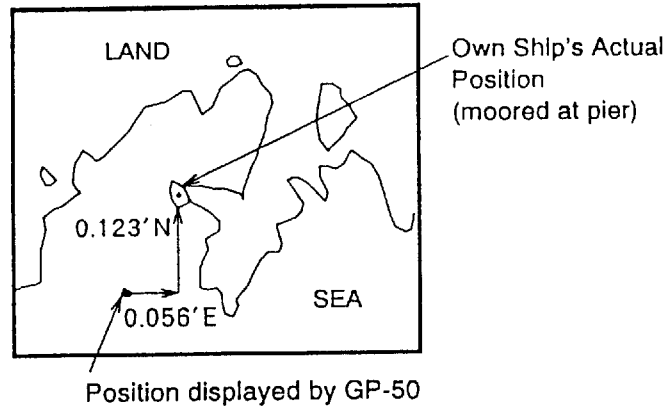 LAND
Own Ship's Actual
Position
(moored at pier)
0.123′N
0.056′E
SEA
Position displayed by GP-50